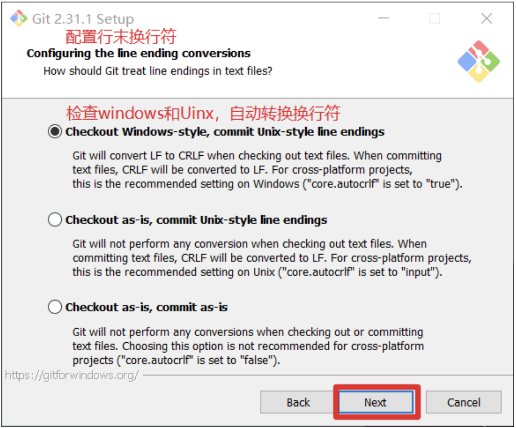 Git 2.31.1 Setup
配置行末换行符
Configuring the line ending conversions
How should Git treat line endings in text files?
检查windows和Uinx，自动转换换行符
Checkout Windows-style, commit Unix-style line endings
Git will convert LF to CRLF when checking out text files. When committing
text files, CRLF will be converted to LF. For cross-platform projects,
this is the recommended setting on Windows ("core.autocrlf" is set to "true").
Checkout as-is, commit Unix-style line endings
Git will not perform any conversion when checking out text files. When
committing text files, CRLF will be converted to LF. For cross-platform projects,
this is the recommended setting on Unix ("core.autocrlf" is set to "input").
Checkout as-is, commit as-is
Git will not perform any conversions when checking out or committing
text files. Choosing this option is not recommended for cross-platform
projects ("core.autocrlf" is set to "false").
https://gitforwindows.org/
Back Next Cancel